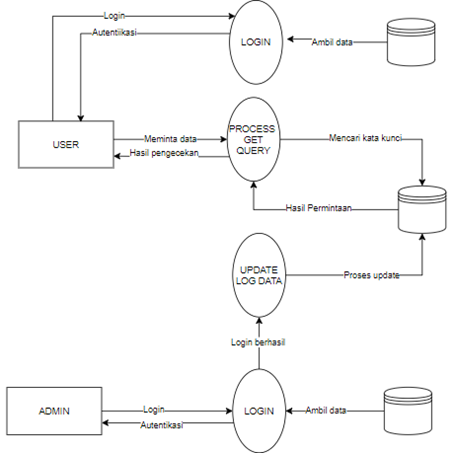 Login
Autentiikasi
LOGIN
Ambil data
USER
Meminta data
Hasil pengecekan
PROCESS
GET
QUERY
Mencari kata kunci
Hasil Permintaan
UPDATE
LOG DATA
Proses update
Login berhasil
ADMIN
Login
Autentikasi
LOGIN
Ambil data